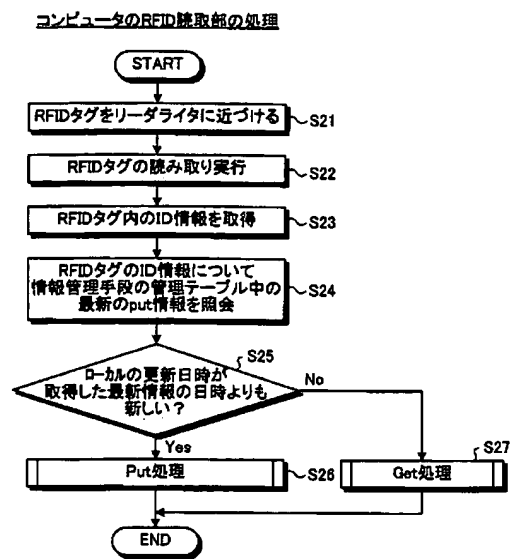 コンピュータのRFID読取部の処理
START
RFIDタグをリーダライタに近づける
S21
RFIDタグの読み取り実行
S22
RFIDタグ内のID情報を取得
S23
RFIDタグのID情報について
情報管理手段の管理テーブル中の
最新のput情報を照会
S24
S25
ローカルの更新日時が
取得した最新情報の日時よりも
新しい？
No
Yes
Put処理
S26
S27
Get処理
END